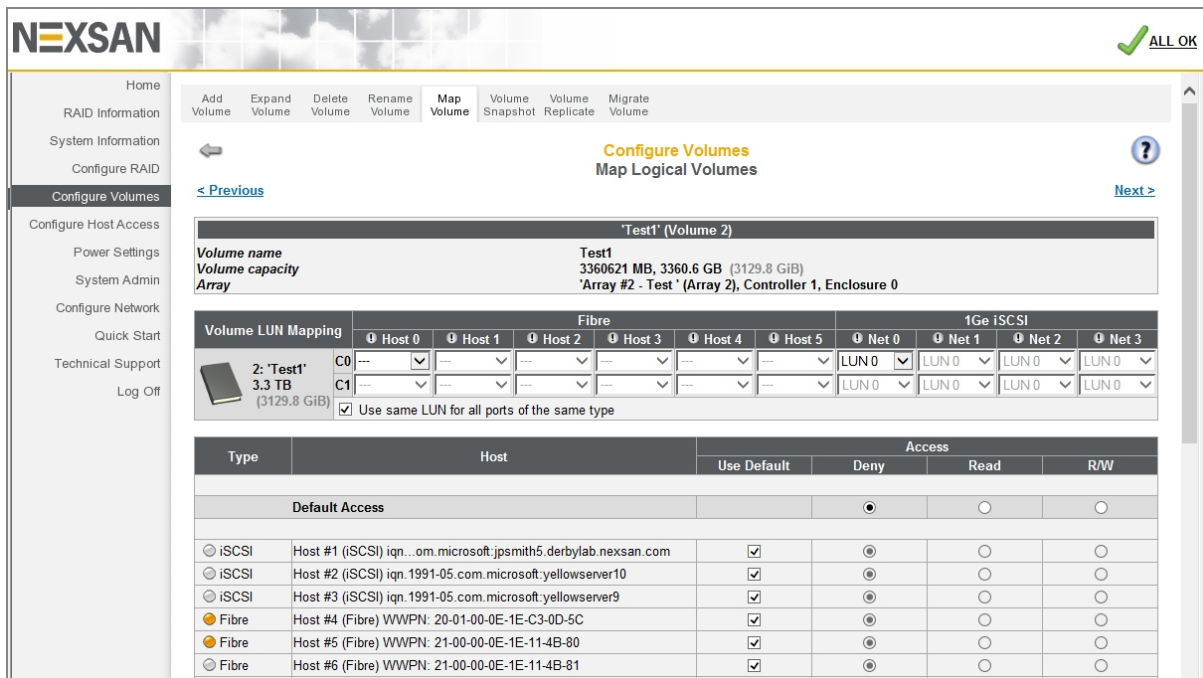 NEXSAN
ALL OK
Home
RAID Information
System Information
Configure RAID
Configure Volumes
Configure Host Access
Power Settings
System Admin
Configure Network
Quick Start
Technical Support
Log Off
Add Volume Expand Volume Delete Volume Rename Volume Map Volume Volume Snapshot Volume Replicate Migrate Volume
Configure Volumes
?
Map Logical Volumes
< Previous Next >
'Test1' (Volume 2)
Volume name Test1
Volume capacity 3360621 MB, 3360.6 GB (3129.8 GiB)
Array 'Array #2 - Test ' (Array 2), Controller 1, Enclosure 0
Volume LUN Mapping Fibre 1Ge iSCSI
Host 0 Host 1 Host 2 Host 3 Host 4 Host 5 Net 0 Net 1 Net 2 Net 3
2: 'Test1'
3.3 TB
(3129.8 GiB)
C0 --- --- --- --- --- --- LUN 0 LUN 0 LUN 0 LUN 0
C1 --- --- --- --- --- --- LUN 0 LUN 0 LUN 0 LUN 0
Use same LUN for all ports of the same type
Type Host Access
Use Default Deny Read R/W
Default Access
iSCSI Host #1 (iSCSI) iqn...om.microsoft:jpsmith5.derbylab.nexsan.com
iSCSI Host #2 (iSCSI) iqn.1991-05.com.microsoft:yellowserver10
iSCSI Host #3 (iSCSI) iqn.1991-05.com.microsoft:yellowserver9
Fibre Host #4 (Fibre) WWPN: 20-01-00-0E-1E-C3-0D-5C
Fibre Host #5 (Fibre) WWPN: 21-00-00-0E-1E-11-4B-80
Fibre Host #6 (Fibre) WWPN: 21-00-00-0E-1E-11-4B-81